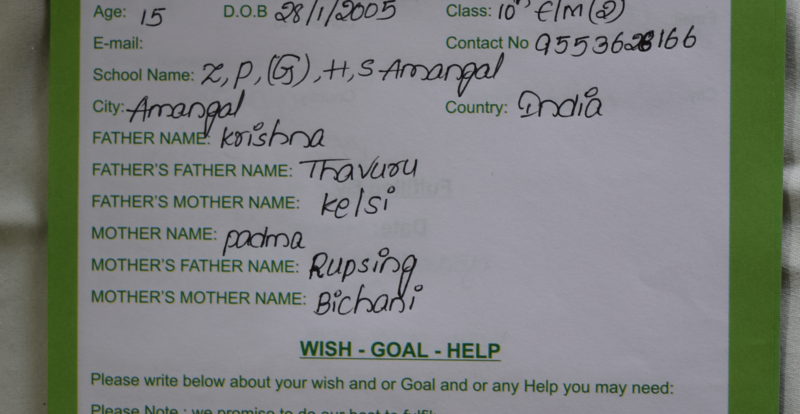 Age: 15 D.O.B 28/1/2005 Class: 10th E/M (2)
E-mail: Contact No 9553628166
School Name: Z, P, (G), H, S Amangal
City: Amangal Country: India
FATHER NAME: Krishna
FATHER'S FATHER NAME: Thavuru
FATHER'S MOTHER NAME: Kelsi
MOTHER NAME: padma
MOTHER'S FATHER NAME: Rupsing
MOTHER'S MOTHER NAME: Bichani
WISH - GOAL - HELP
Please write below about your wish and or Goal and or any Help you may need:
Please Note : we promise to do our best to fulfil